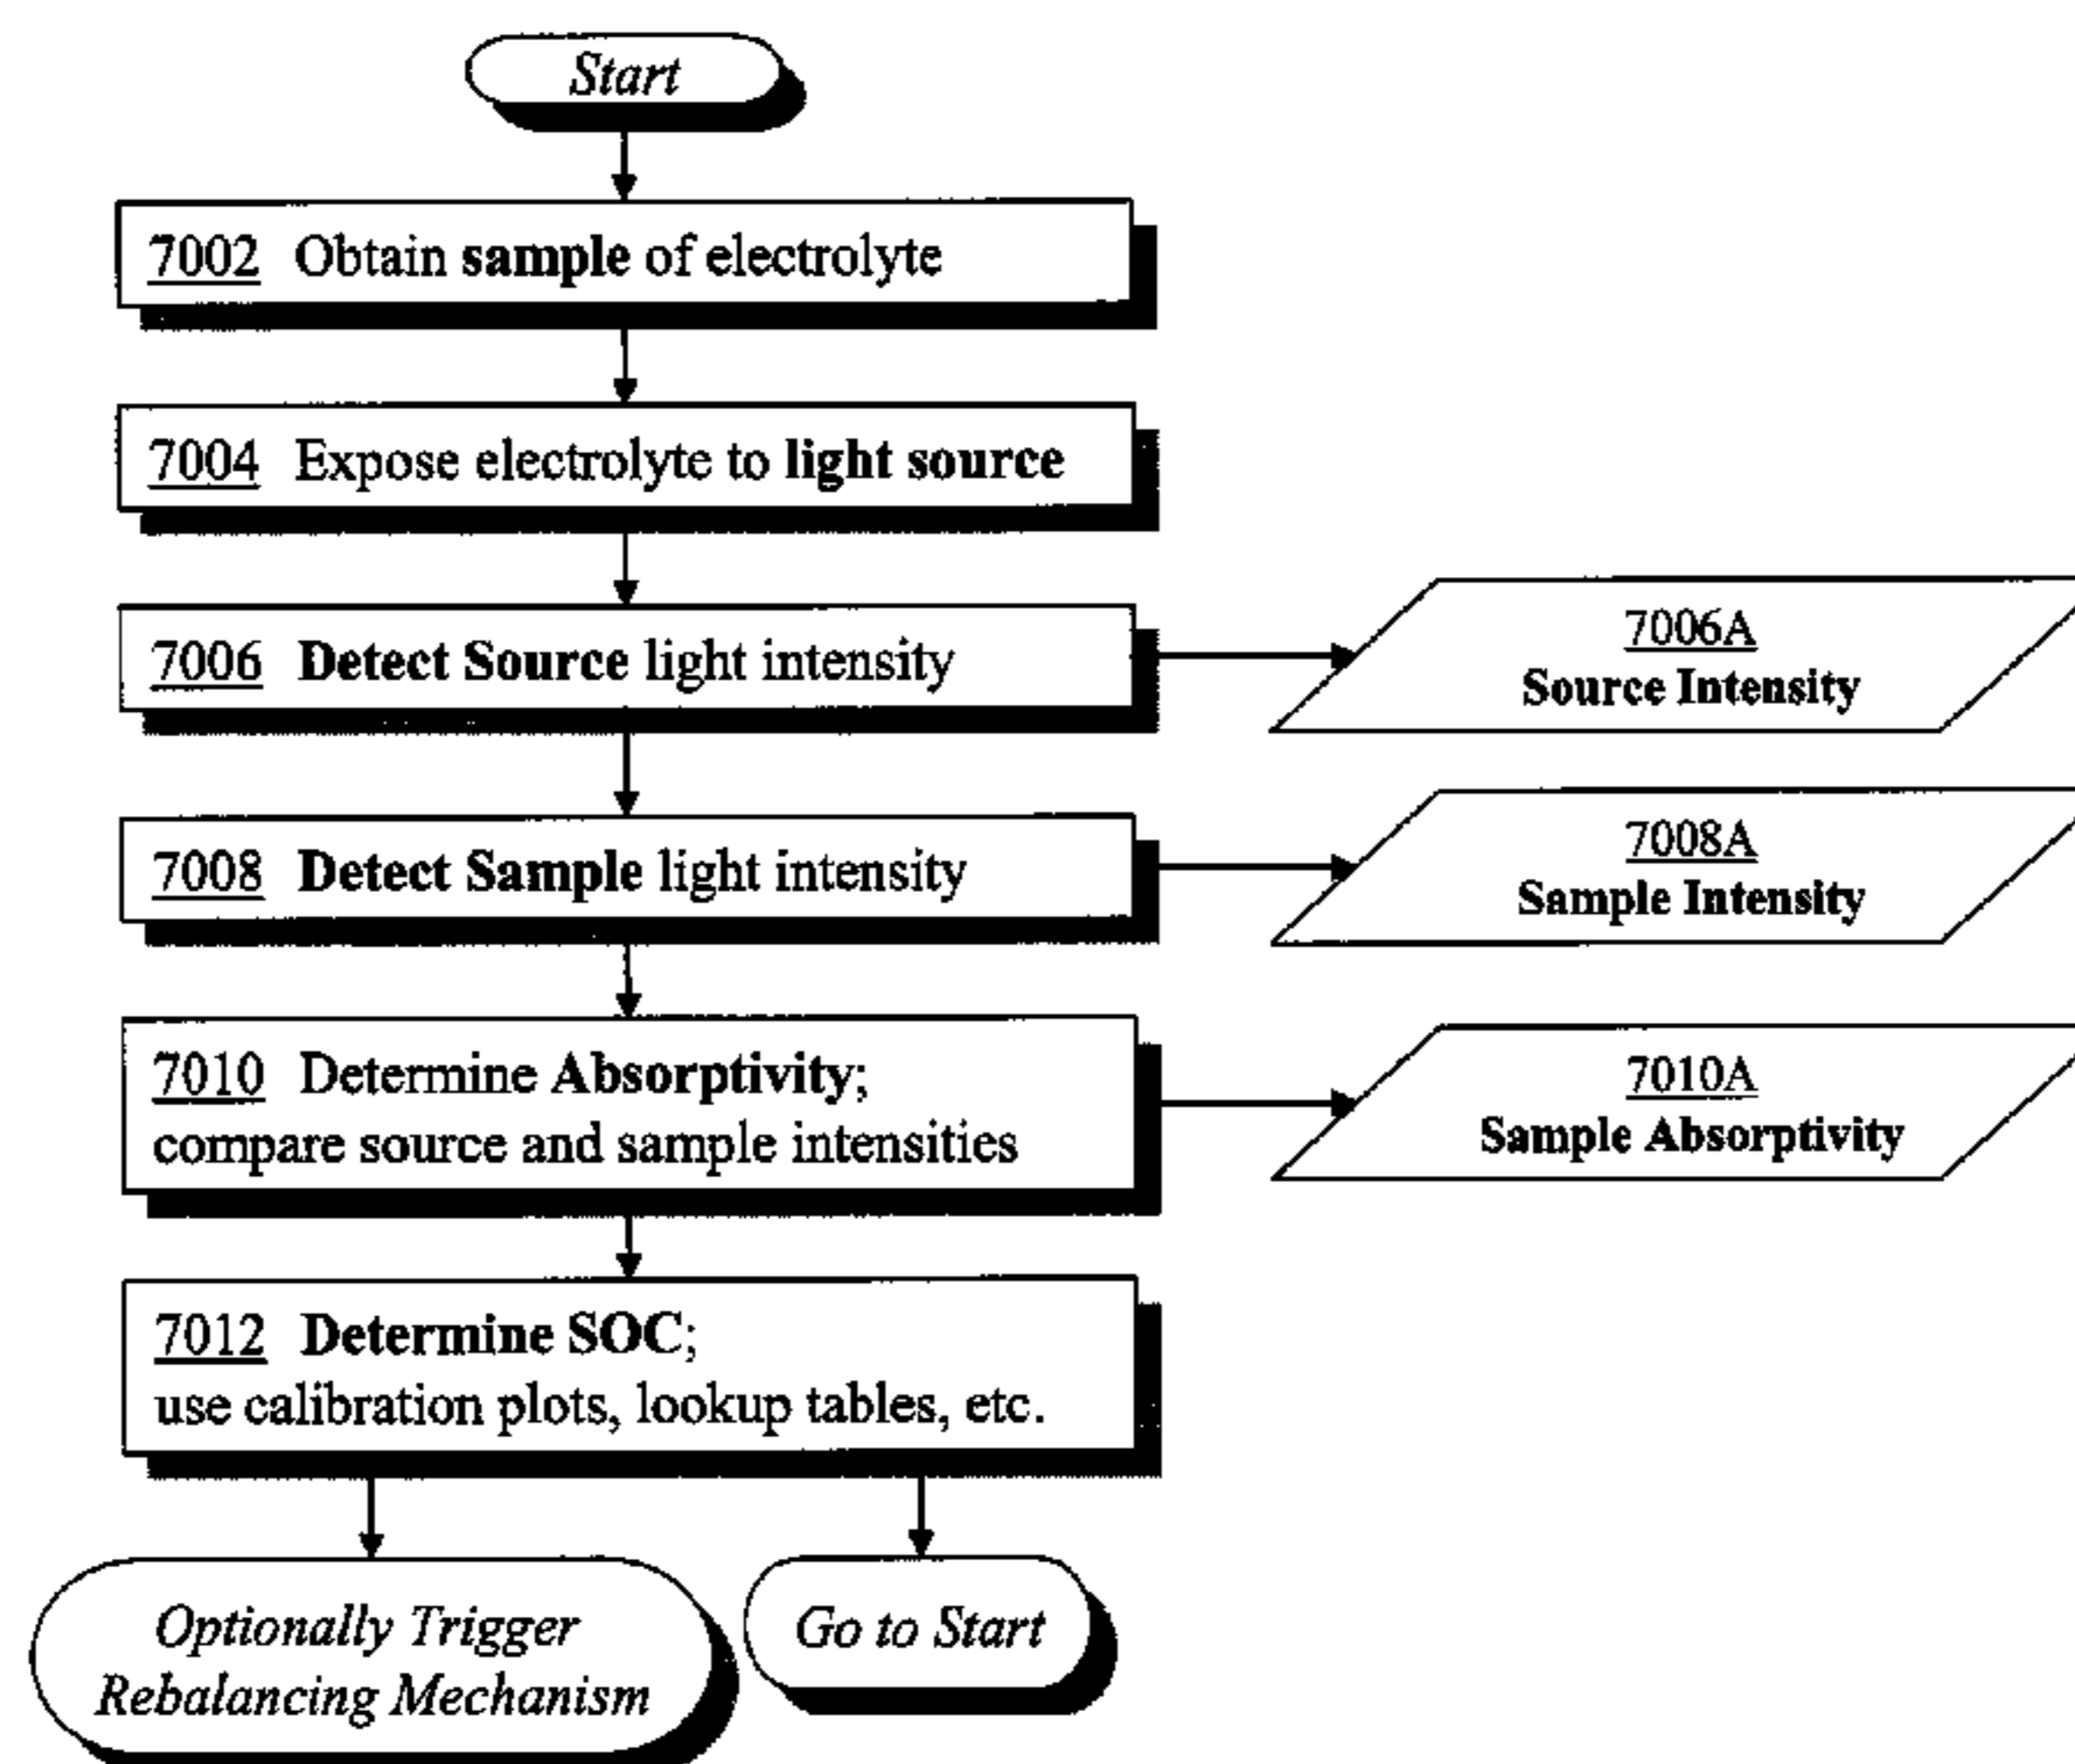 Start
7002 Obtain sample of electrolyte
7004 Expose electrolyte to light source
7006 Detect Source light intensity
7006A
Source Intensity
7008 Detect Sample light intensity
7008A
Sample Intensity
7010 Determine Absorptivity;
compare source and sample intensities
7010A
Sample Absorptivity
7012 Determine SOC;
use calibration plots, lookup tables, etc.
Optionally Trigger
Rebalancing Mechanism
Go to Start